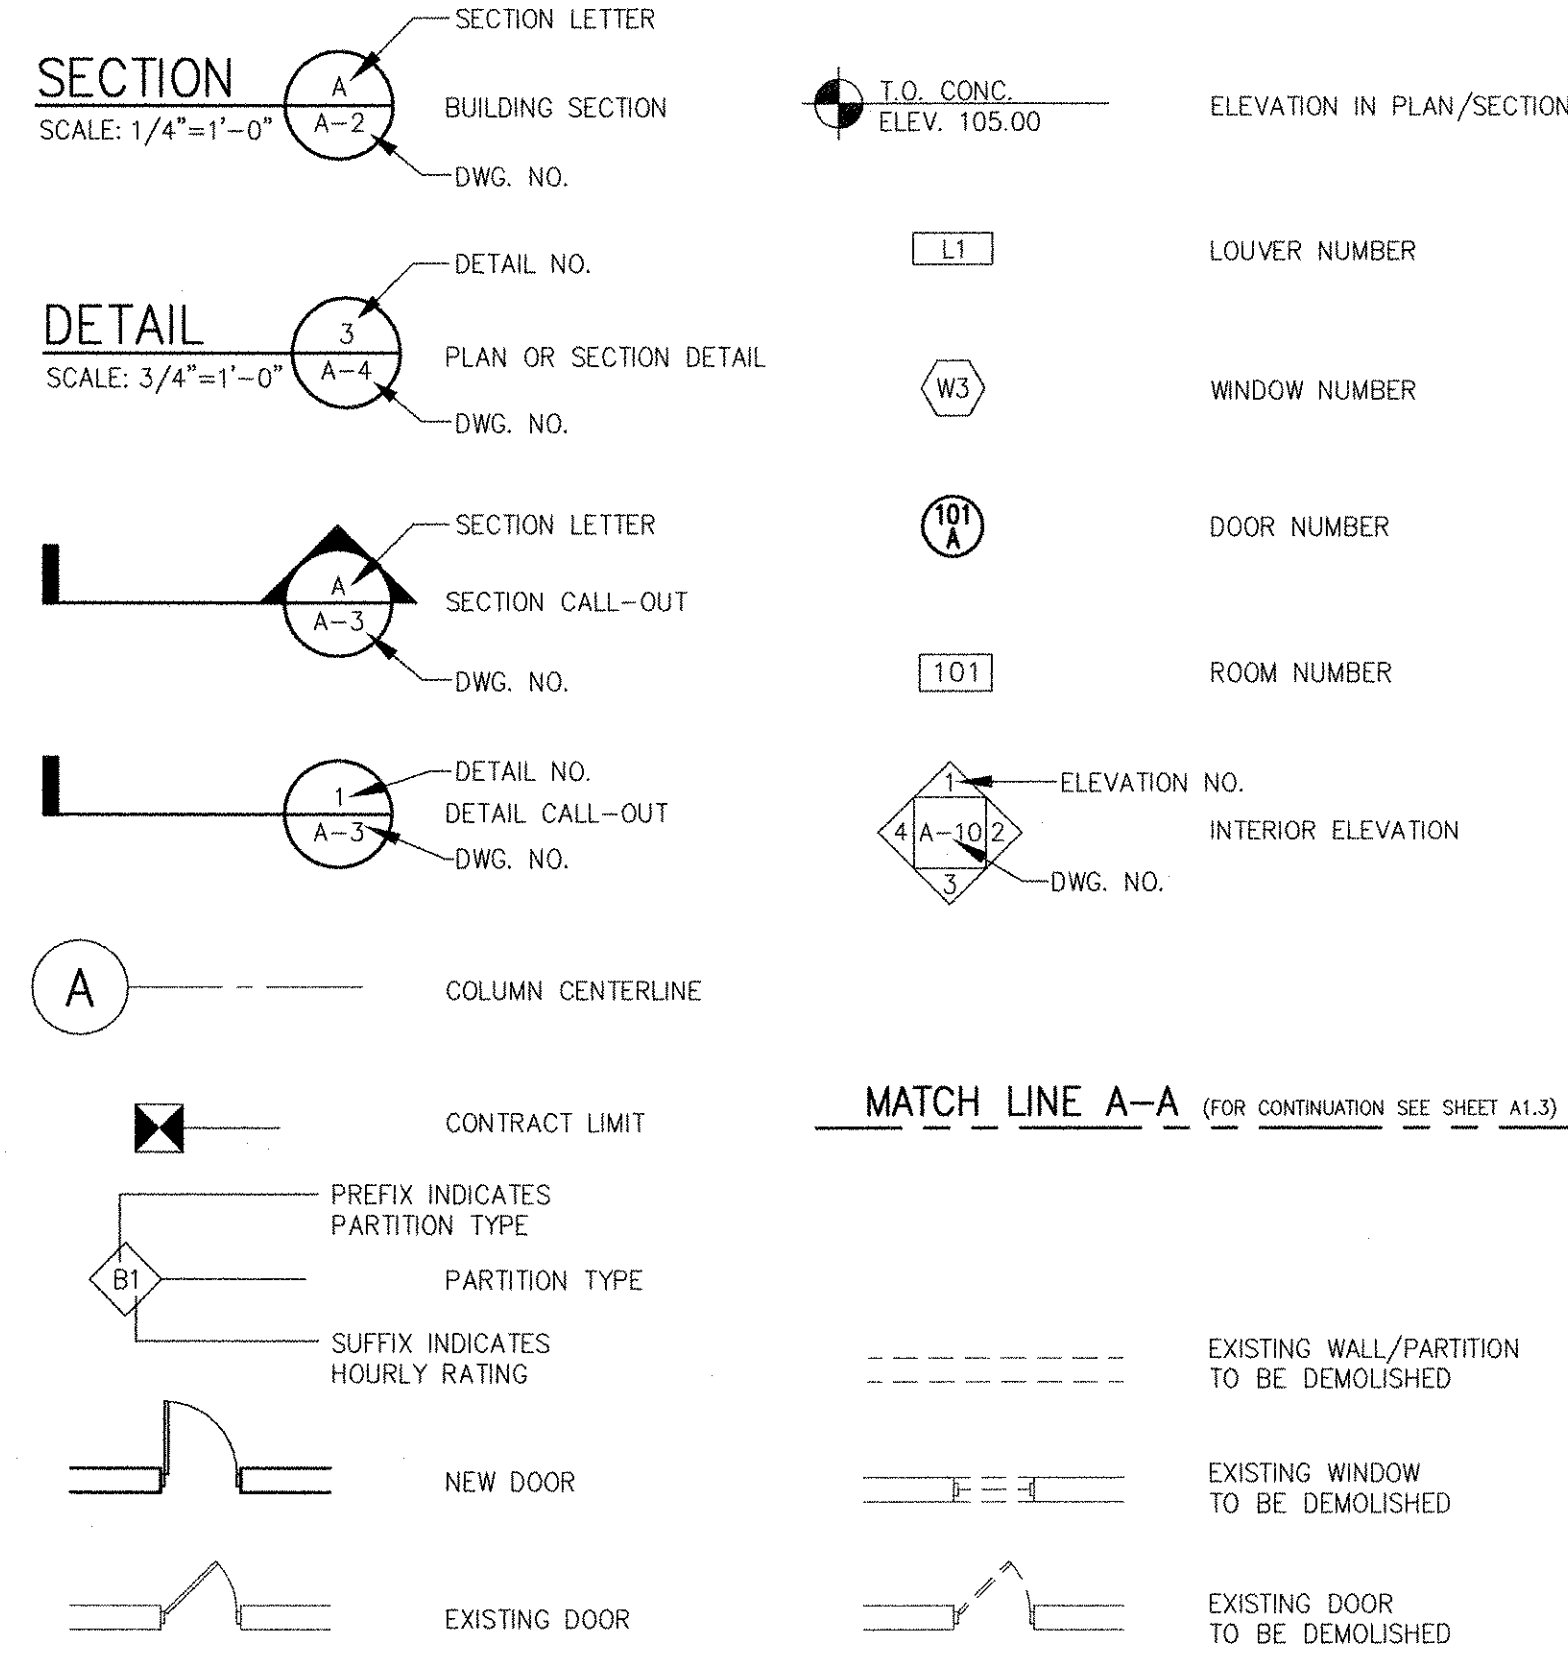 SECTION LETTER
SECTION
A
BUILDING SECTION
SCALE: 1/4"=1'-0"
A-2
DWG. NO.
DETAIL NO.
DETAIL
3
PLAN OR SECTION DETAIL
SCALE: 3/4"=1'-0"
A-4
DWG. NO.
SECTION LETTER
A
SECTION CALL-OUT
A-3
DWG. NO.
DETAIL NO.
1
DETAIL CALL-OUT
A-3
DWG. NO.
A
COLUMN CENTERLINE
CONTRACT LIMIT
PREFIX INDICATES
PARTITION TYPE
B1
PARTITION TYPE
SUFFIX INDICATES
HOURLY RATING
NEW DOOR
EXISTING DOOR
T.O. CONC.
ELEV. 105.00
ELEVATION IN PLAN/SECTION
L1
LOUVER NUMBER
W3
WINDOW NUMBER
101
A
DOOR NUMBER
101
ROOM NUMBER
1
ELEVATION NO.
4 A-10 2
INTERIOR ELEVATION
3
DWG. NO.
MATCH LINE A-A (FOR CONTINUATION SEE SHEET A1.3)
EXISTING WALL/PARTITION
TO BE DEMOLISHED
EXISTING WINDOW
TO BE DEMOLISHED
EXISTING DOOR
TO BE DEMOLISHED